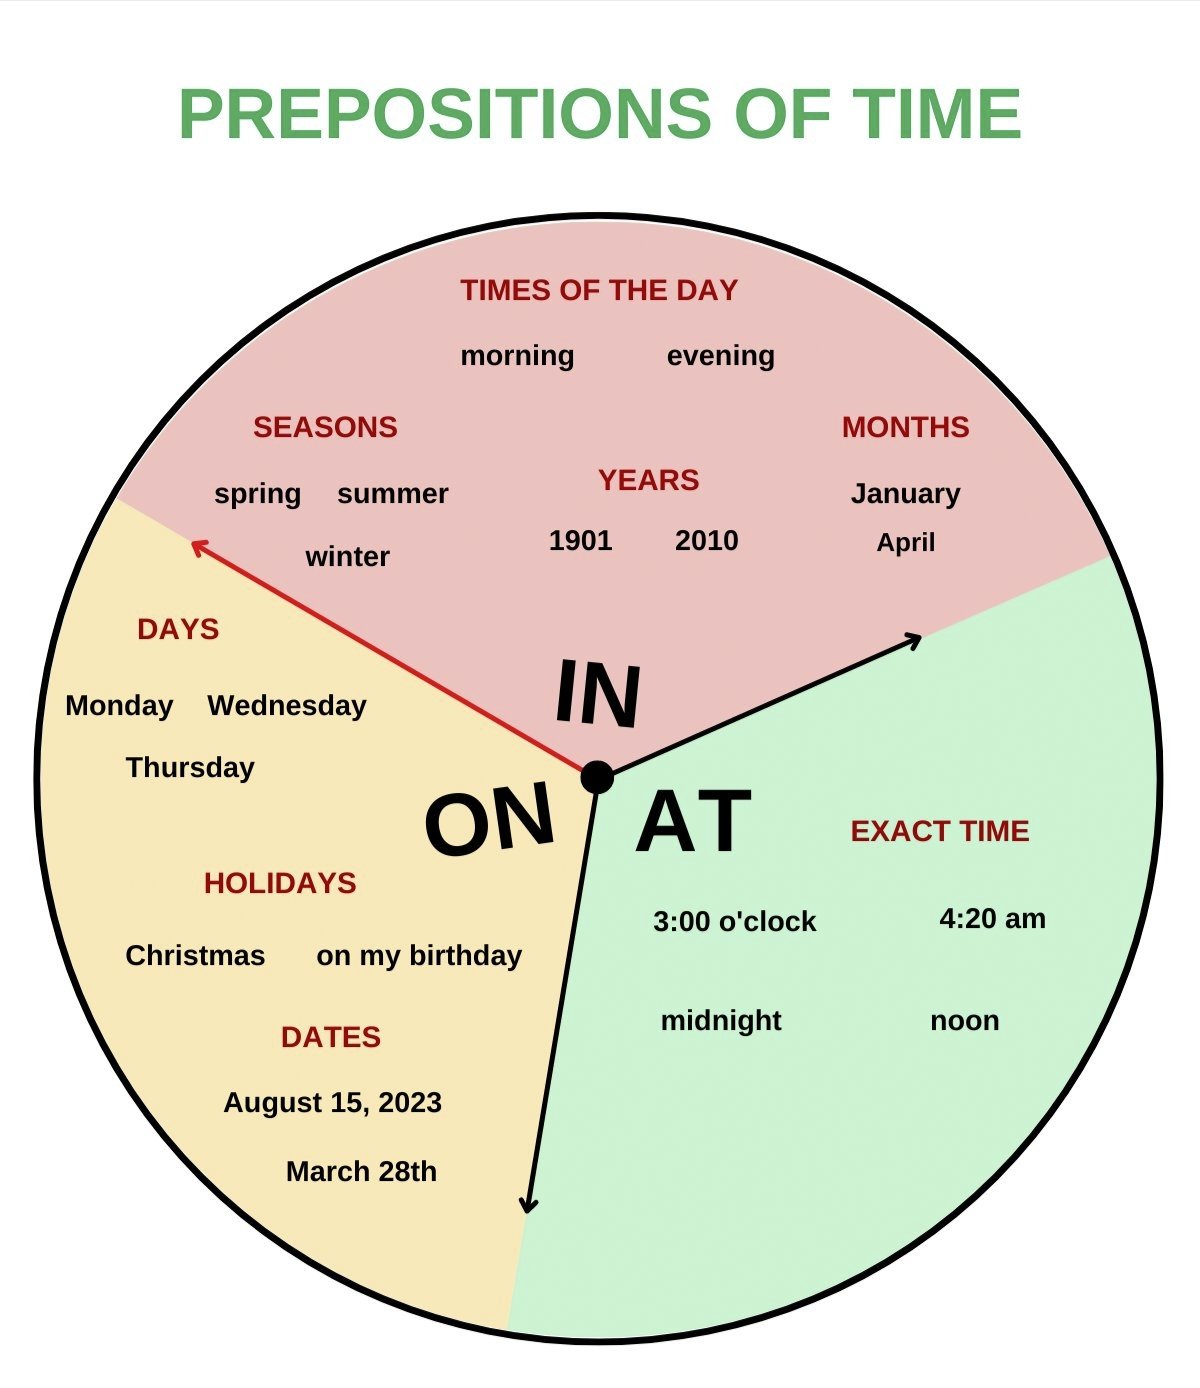 PREPOSITIONS OF TIME
TIMES OF THE DAY
morning evening
SEASONS
spring summer
winter
YEARS
1901 2010
MONTHS
January
April
IN
DAYS
Monday Wednesday
Thursday
ON
HOLIDAYS
Christmas on my birthday
DATES
August 15, 2023
March 28th
AT
EXACT TIME
3:00 o'clock 4:20 am
midnight noon